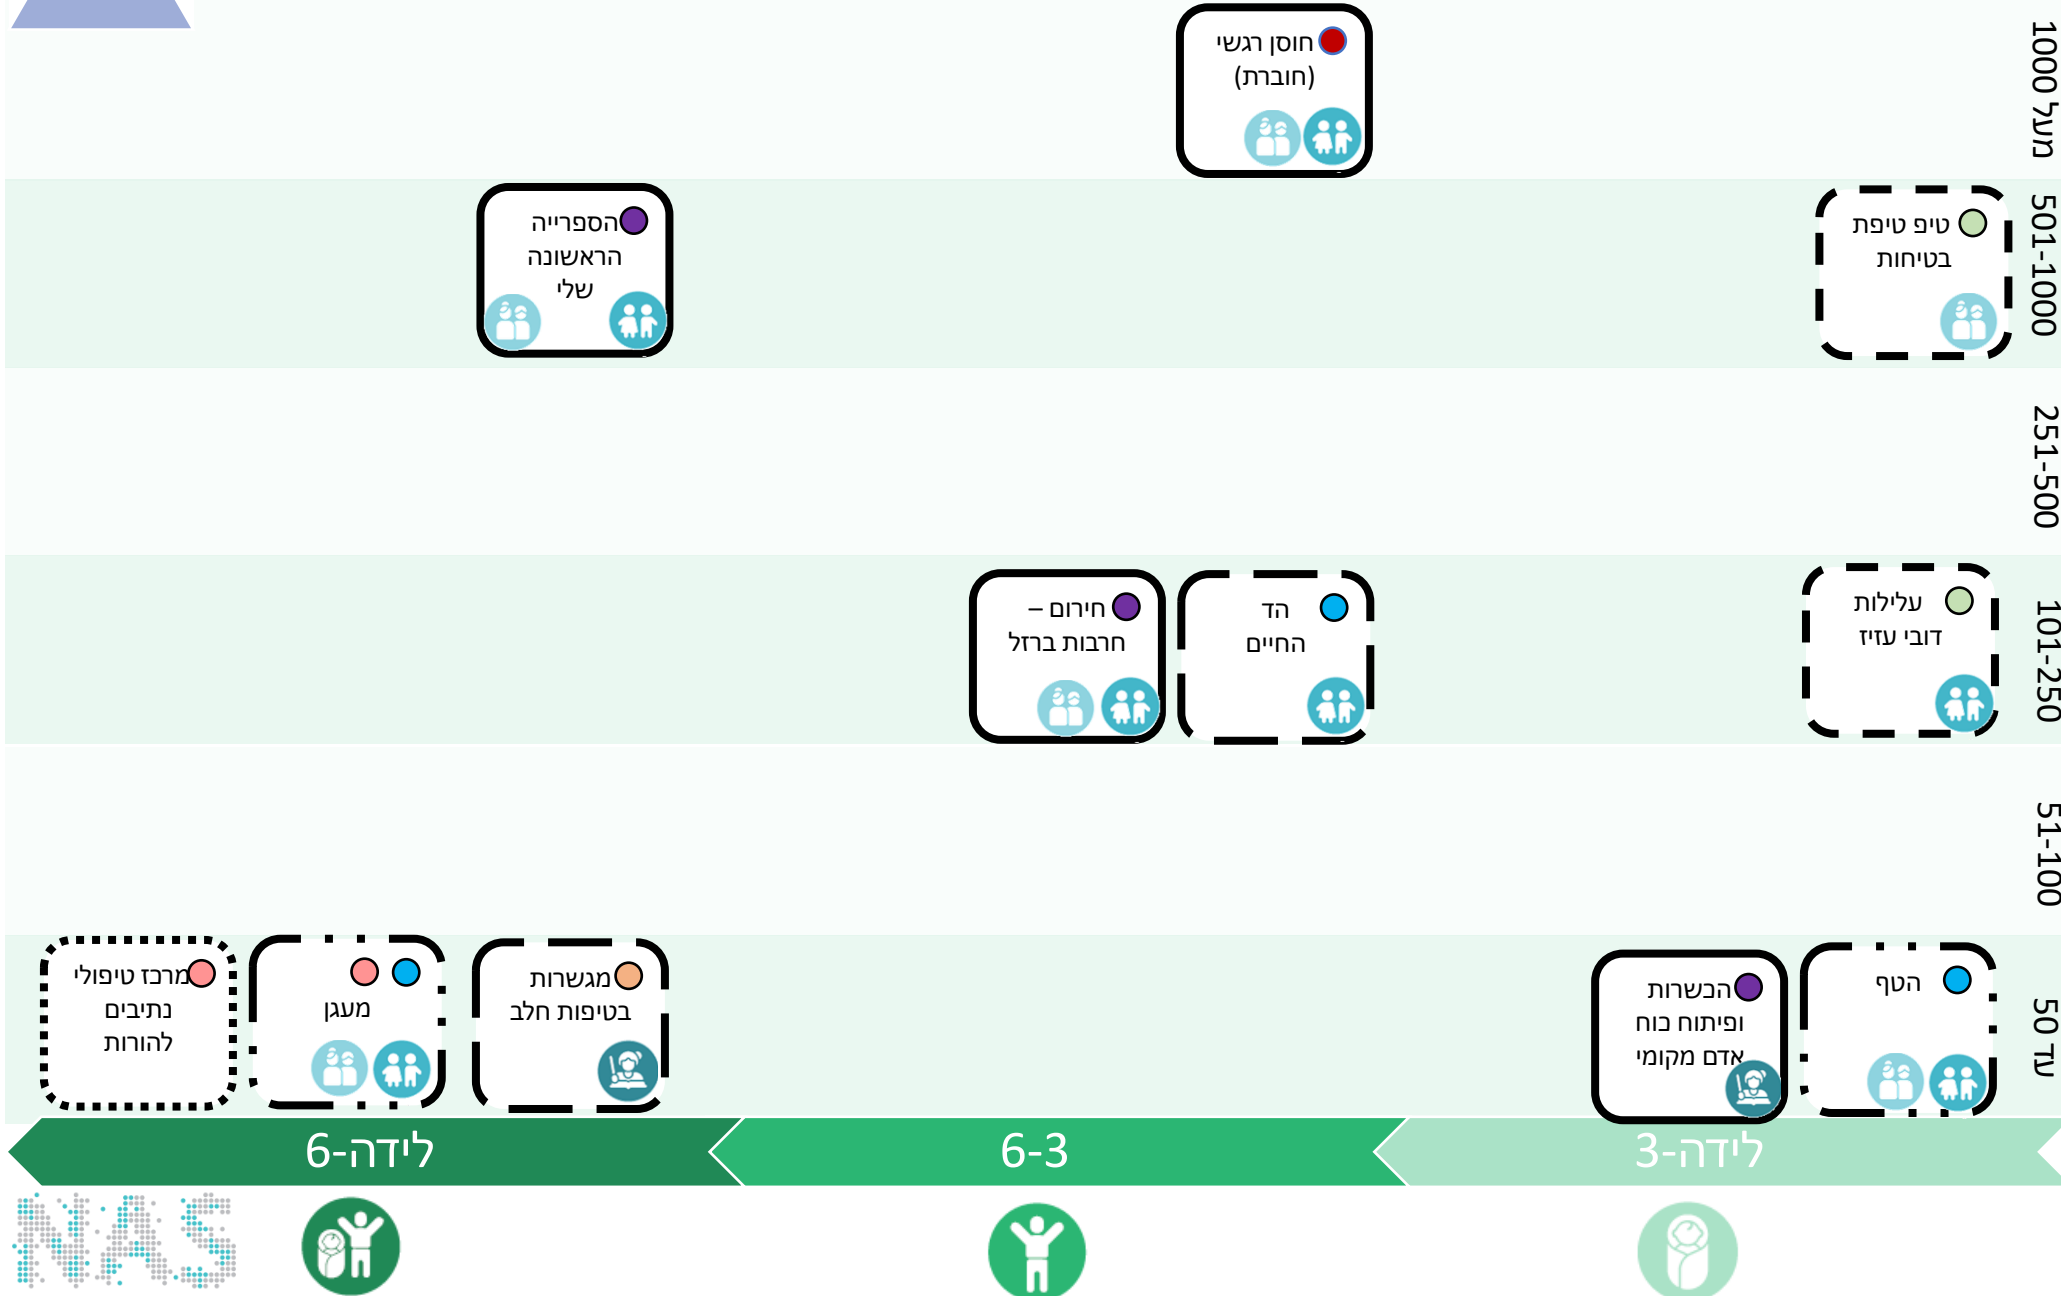 מעל 1000
חוסן רגשי
(חוברת)
501-1000
טיפ טיפת
בטיחות
הספרייה
הראשונה
שלי
251-500
101-250
עלילות
דובי עזיז
הד
החיים
חירום –
חרבות ברזל
51-100
עד 50
הטף
הכשרות
ופיתוח כוח
אדם מקומי
מגשרות
בטיפות חלב
מעגן
מרכז טיפולי
נתיבים
להורות
לידה-3
6-3
לידה-6
NAS